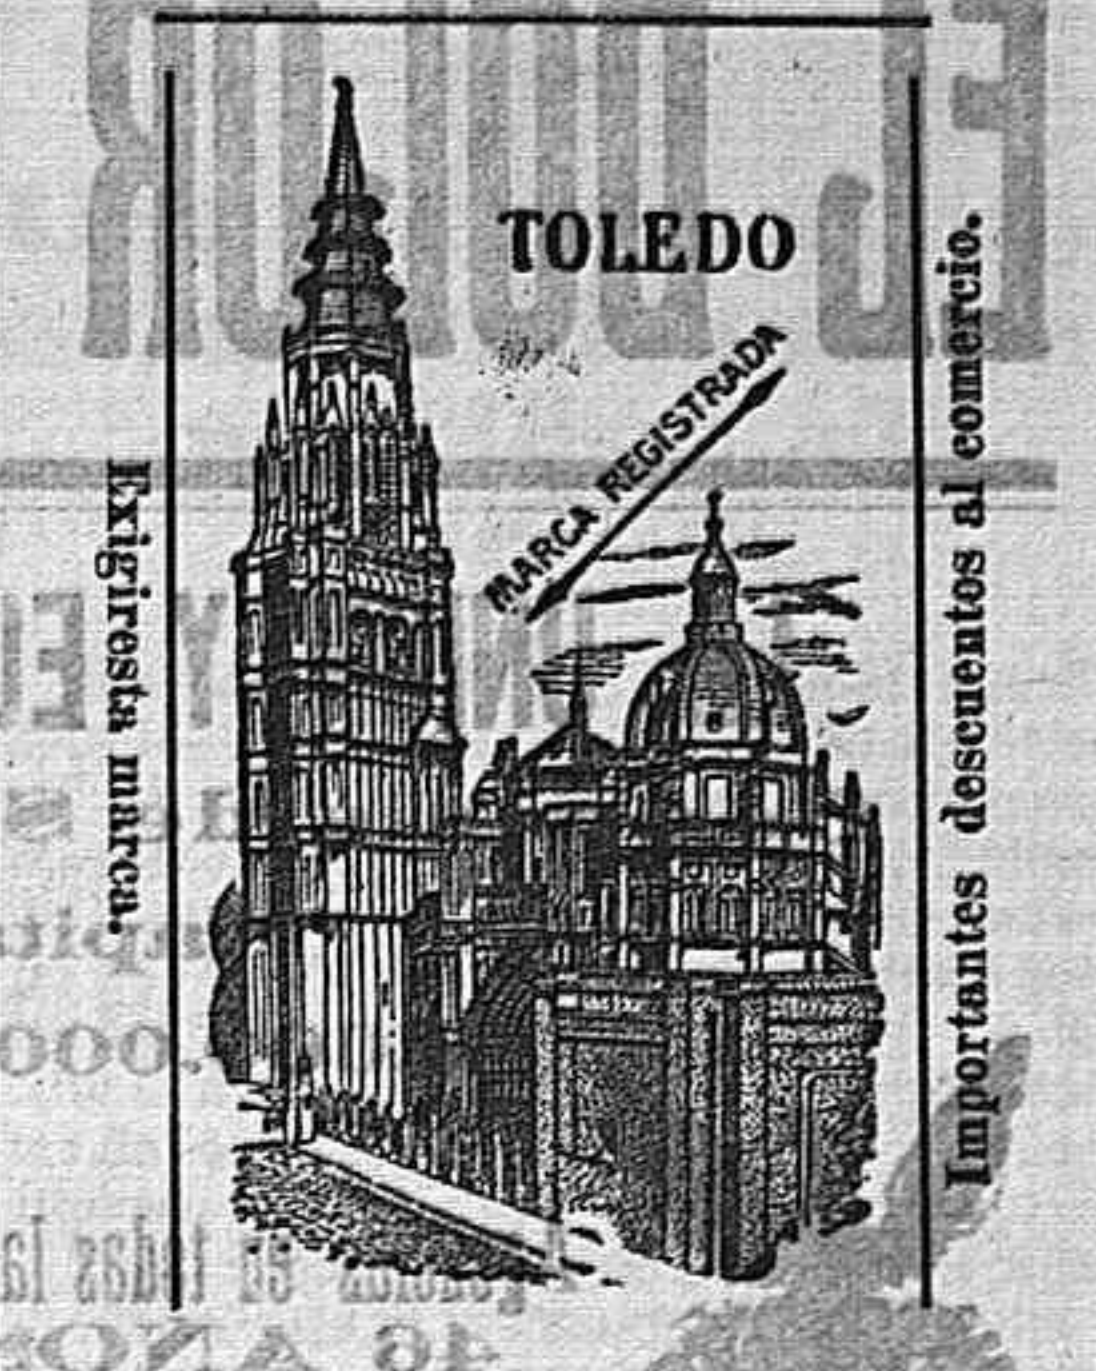 TOLEDO
MARCA REGISTRADA
Exigiresta marca.
Importantes descuentos al comercio.